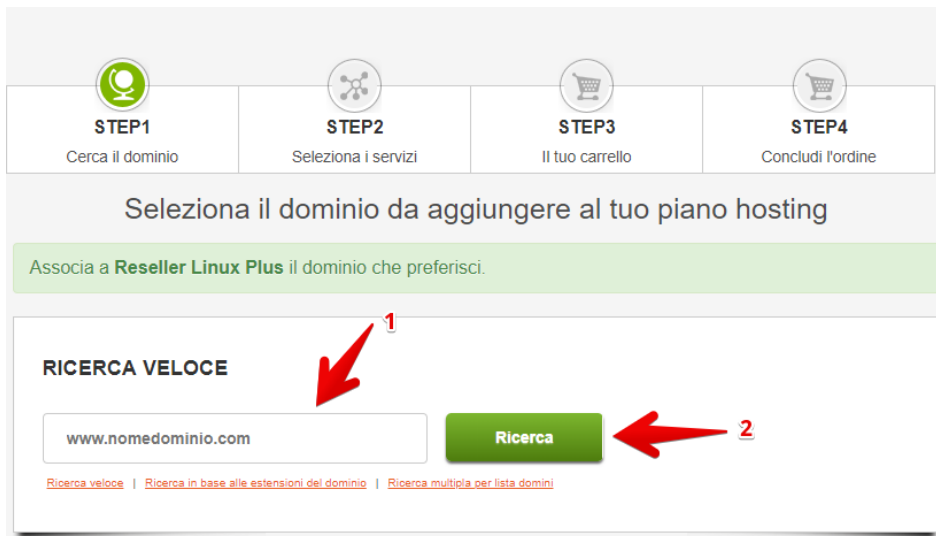 STEP1 STEP2 STEP3 STEP4
Cerca il dominio Seleziona i servizi Il tuo carrello Concludi l'ordine
Seleziona il dominio da aggiungere al tuo piano hosting
Associa a Reseller Linux Plus il dominio che preferisci.
1
RICERCA VELOCE
www.nomedominio.com Ricerca 2
Ricerca veloce | Ricerca in base alle estensioni del dominio | Ricerca multipla per lista domini